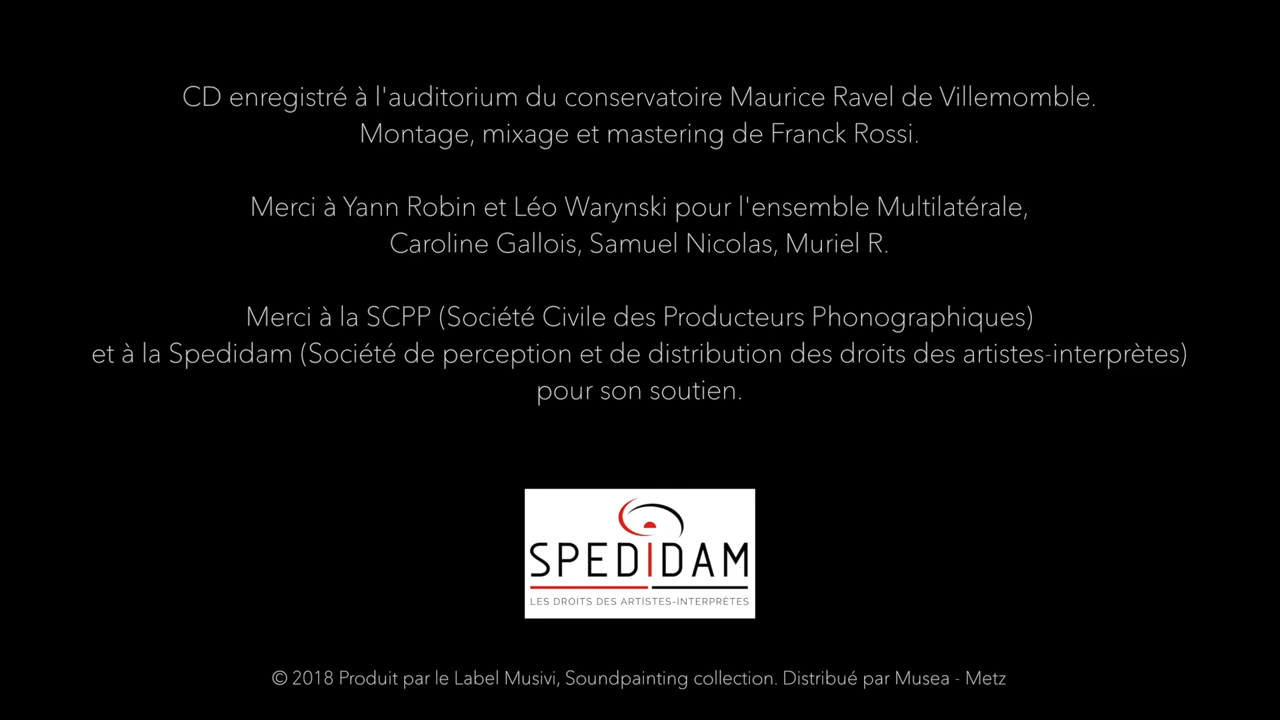 CD enregistré à l'auditorium du conservatoire Maurice Ravel de Villemomble.
Montage, mixage et mastering de Franck Rossi.
Merci à Yann Robin et Léo Warynski pour l'ensemble Multilatérale,
Caroline Gallois, Samuel Nicolas, Muriel R.
Merci à la SCPP (Société Civile des Producteurs Phonographiques)
et à la Spedidam (Société de perception et de distribution des droits des artistes-interprètes)
pour son soutien.
SPEDIDAM
LES DROITS DES ARTISTES-INTERPRÈTES
© 2018 Produit par le Label Musivi, Soundpainting collection. Distribué par Musea - Metz